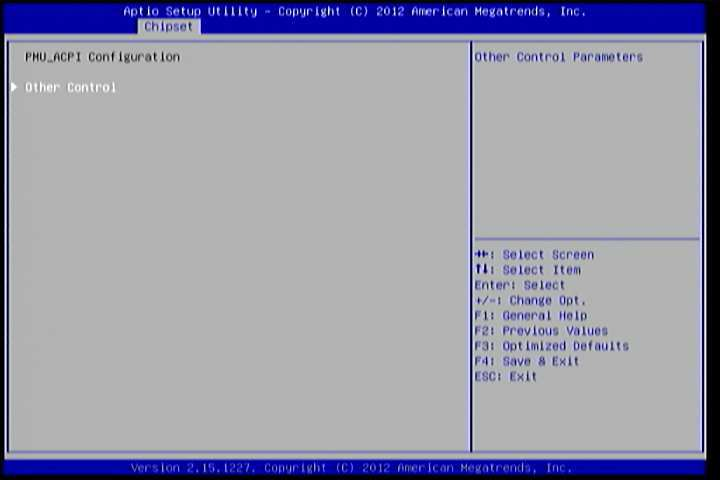 Aptio Setup Utility - Copyright (C) 2012 American Megatrends, Inc.
Chipset
PMU_ACPI Configuration
Other Control
Other Control Parameters
→←: Select Screen
↑↓: Select Item
Enter: Select
+/-: Change Opt.
F1: General Help
F2: Previous Values
F3: Optimized Defaults
F4: Save & Exit
ESC: Exit
Version 2.15.1227. Copyright (C) 2012 American Megatrends, Inc.